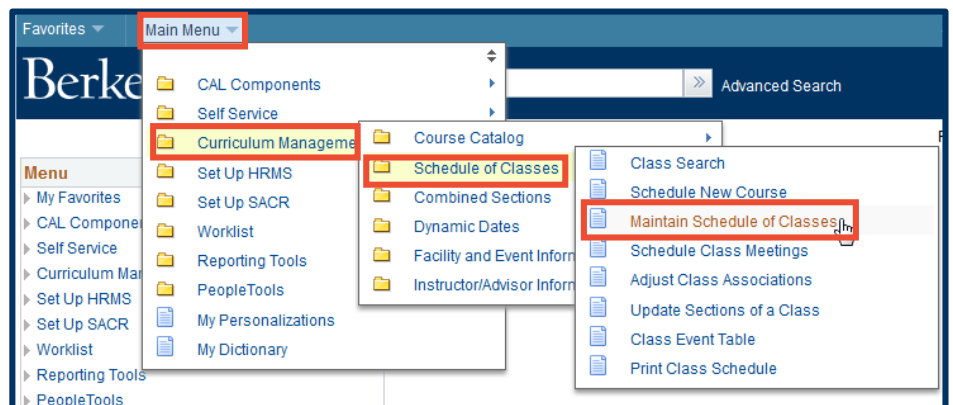 Favorites Main Menu
Berke
Advanced Search
CAL Components
Self Service
Curriculum Manageme
Set Up HRMS
Set Up SACR
Worklist
Reporting Tools
PeopleTools
My Personalizations
My Dictionary
Course Catalog
Schedule of Classes
Combined Sections
Dynamic Dates
Facility and Event Inforn
Instructor/Advisor Inforn
Class Search
Schedule New Course
Maintain Schedule of Classes
Schedule Class Meetings
Adjust Class Associations
Update Sections of a Class
Class Event Table
Print Class Schedule
Menu
My Favorites
CAL Componer
Self Service
Curriculum Mar
Set Up HRMS
Set Up SACR
Worklist
Reporting Tools
PeopleTools